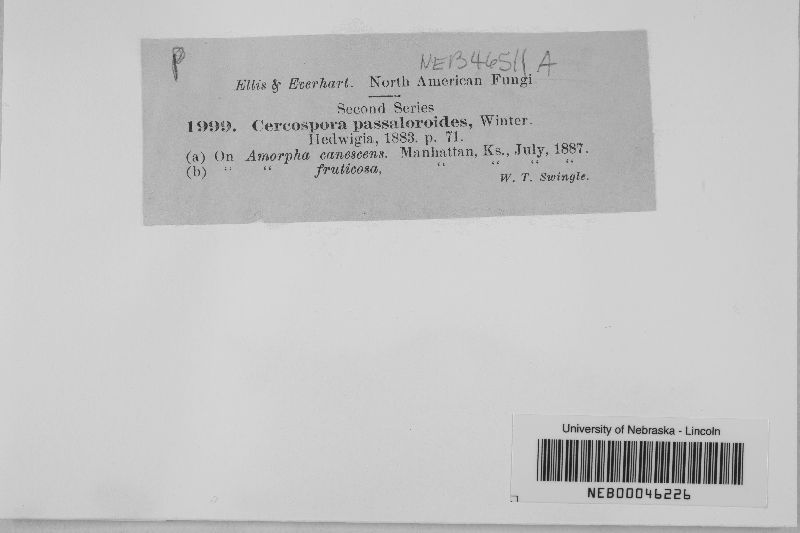 P
NEB46511 A
Ellis & Everhart. North American Fungi
Second Series
1999. Cercospora passaloroides, Winter.
Hedwigia, 1883. p. 71.
(a) On Amorpha canescens. Manhattan, Ks., July, 1887.
(b) " " fruticosa, " " " "
W. T. Swingle.
University of Nebraska - Lincoln
NEB00046226